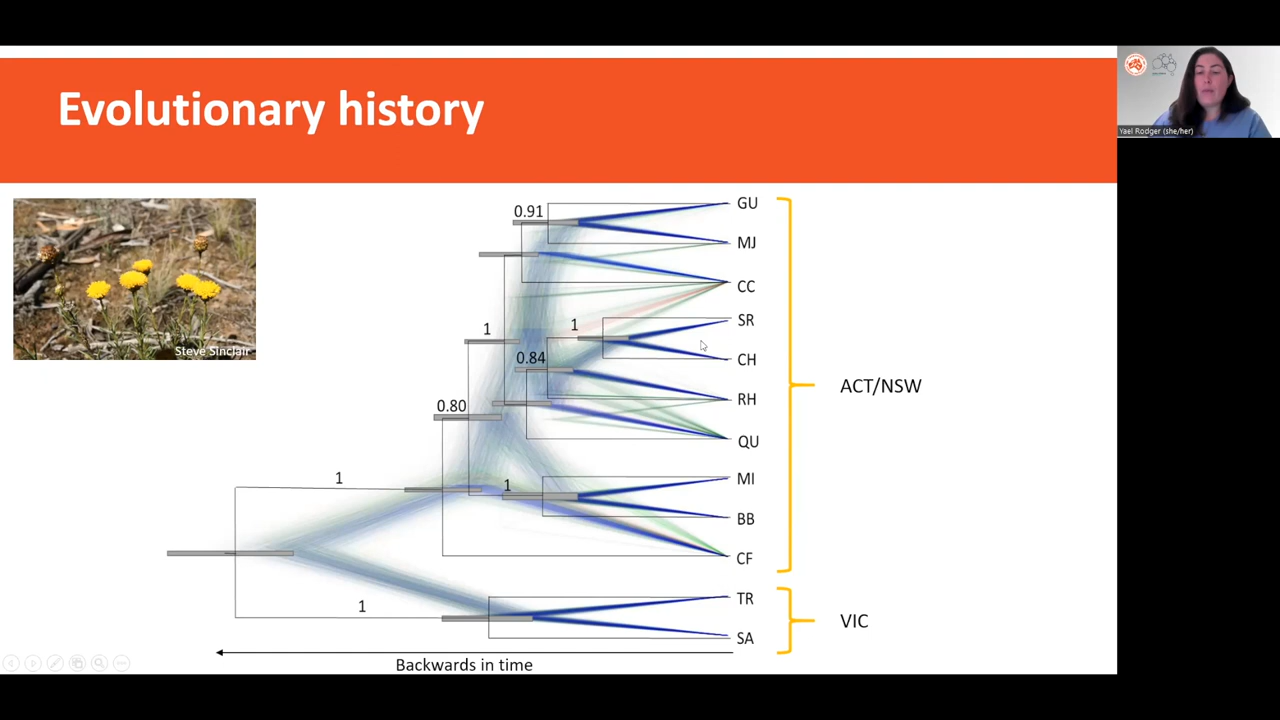 Evolutionary history
Yael Rodger (she/her)
Steve Sinclair
0.91
1
1
0.84
0.80
1
1
1
GU
MJ
CC
SR
CH
RH
QU
MI
BB
CF
TR
SA
ACT/NSW
VIC
Backwards in time